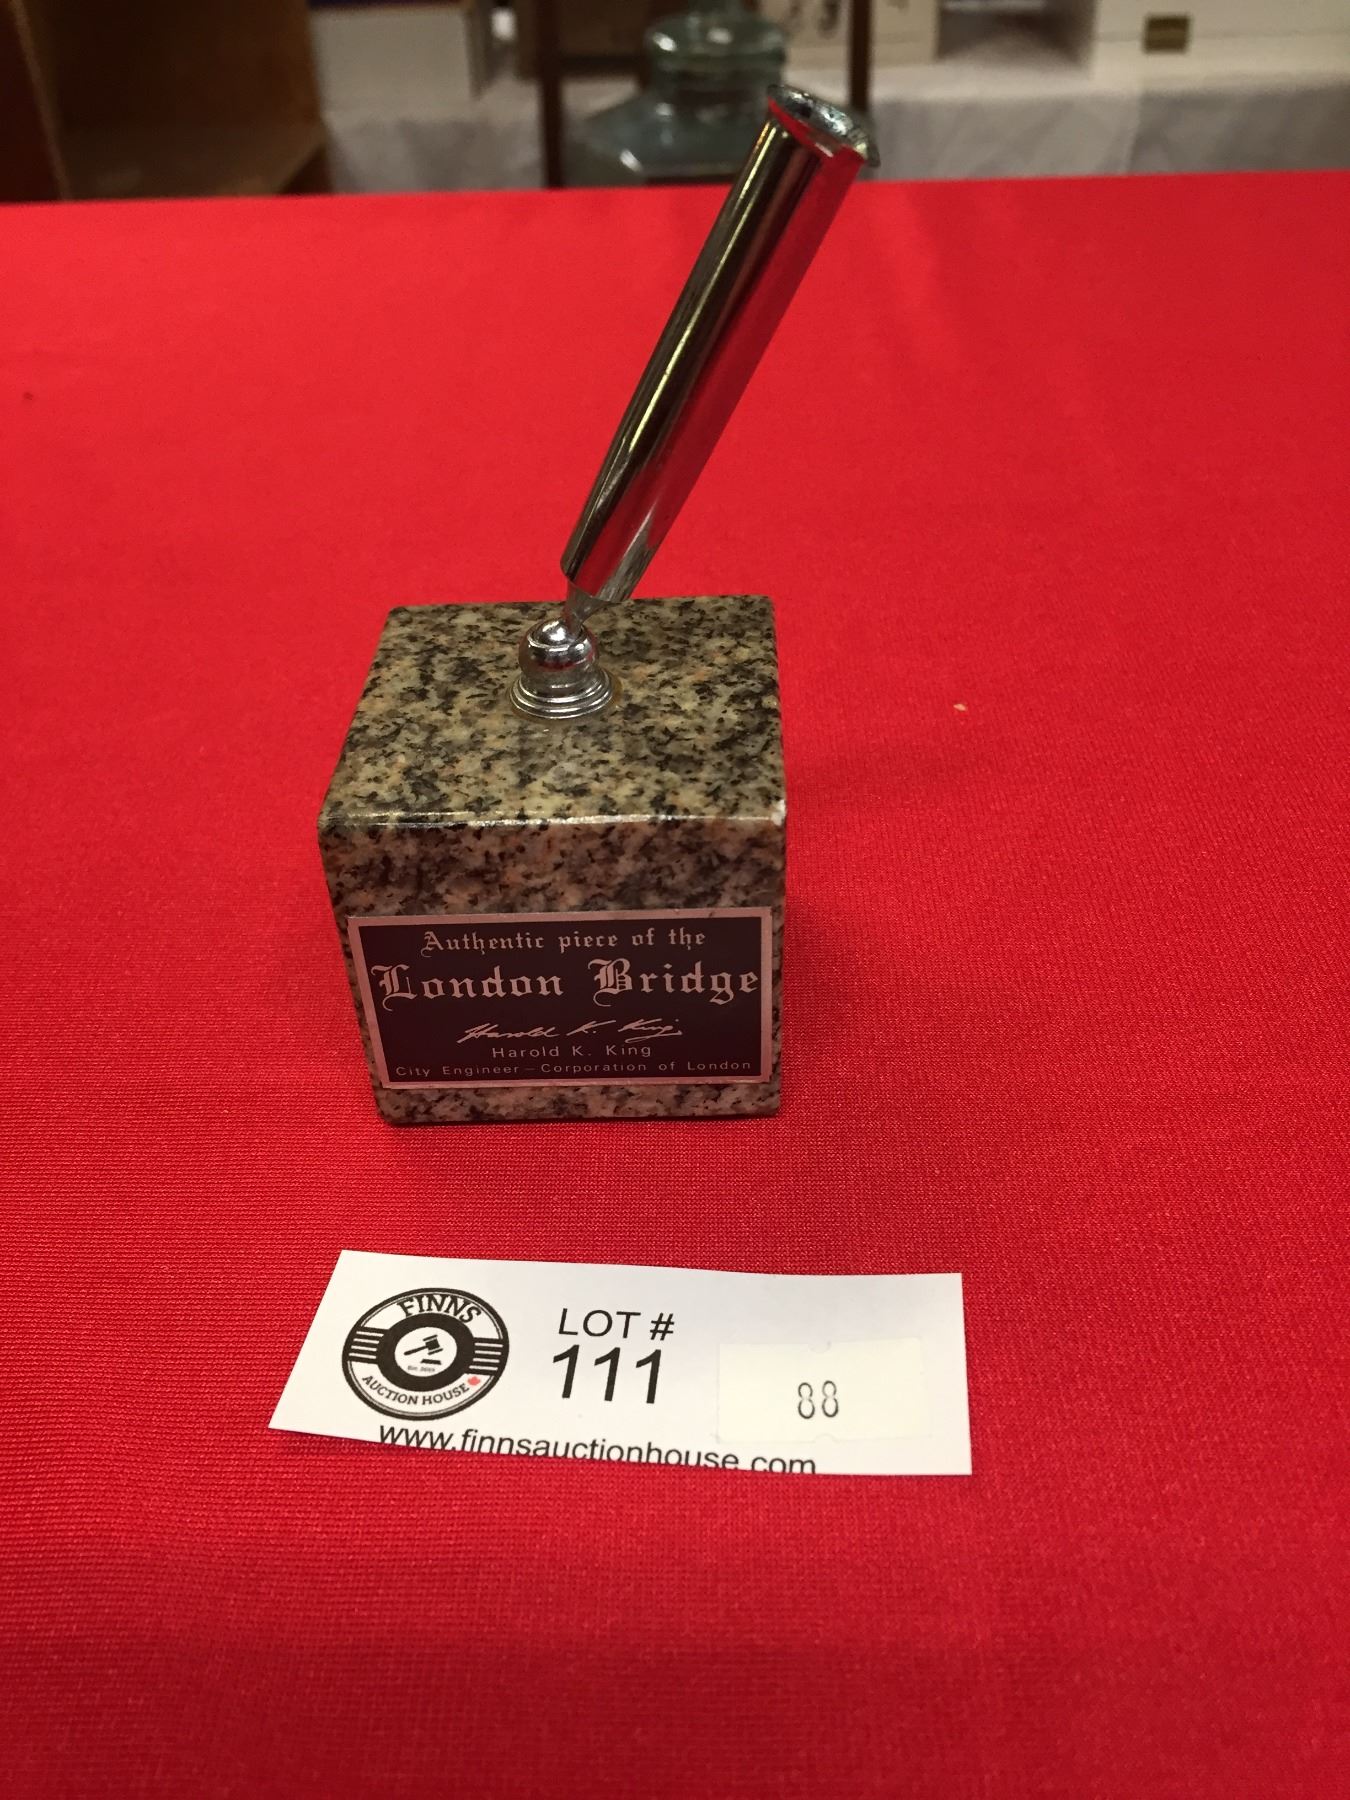 Authentic piece of the
London Bridge
Harold K. King
Harold K. King
City Engineer – Corporation of London
FINNS
AUCTION HOUSE
LOT #
111
88
www.finnsauctionhouse.com